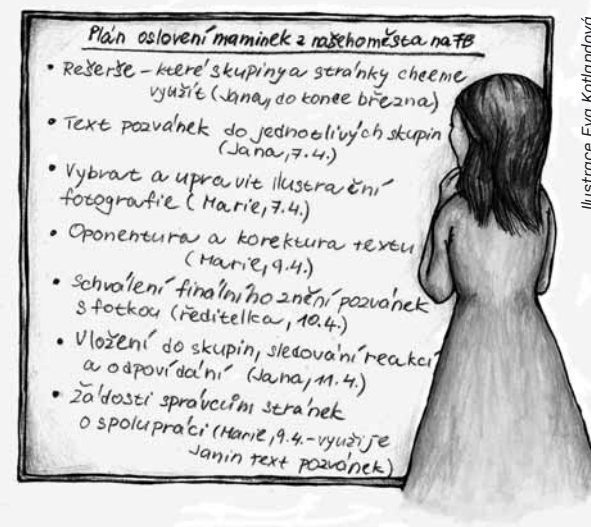 Plán oslovení maminek z našeho města na FB
• Rešerše – které skupiny a stránky chceme
využít (Jana, do konce března)
• Text pozvánek do jednotlivých skupin
(Jana, 7.4.)
• Vybrat a upravit ilustrační
fotografie (Marie, 7.4.)
• Oponentura a korektura textu
(Marie, 9.4.)
• Schválení finálního znění pozvánek
s fotkou (ředitelka, 10.4.)
• Vložení do skupin, sledování reakcí
a odpovídání (Jana, 11.4.)
• Žádosti správcům stránek
o spolupráci (Marie, 9.4. – využije
Janin text pozvánek)
Ilustrace Eva Kotlandová